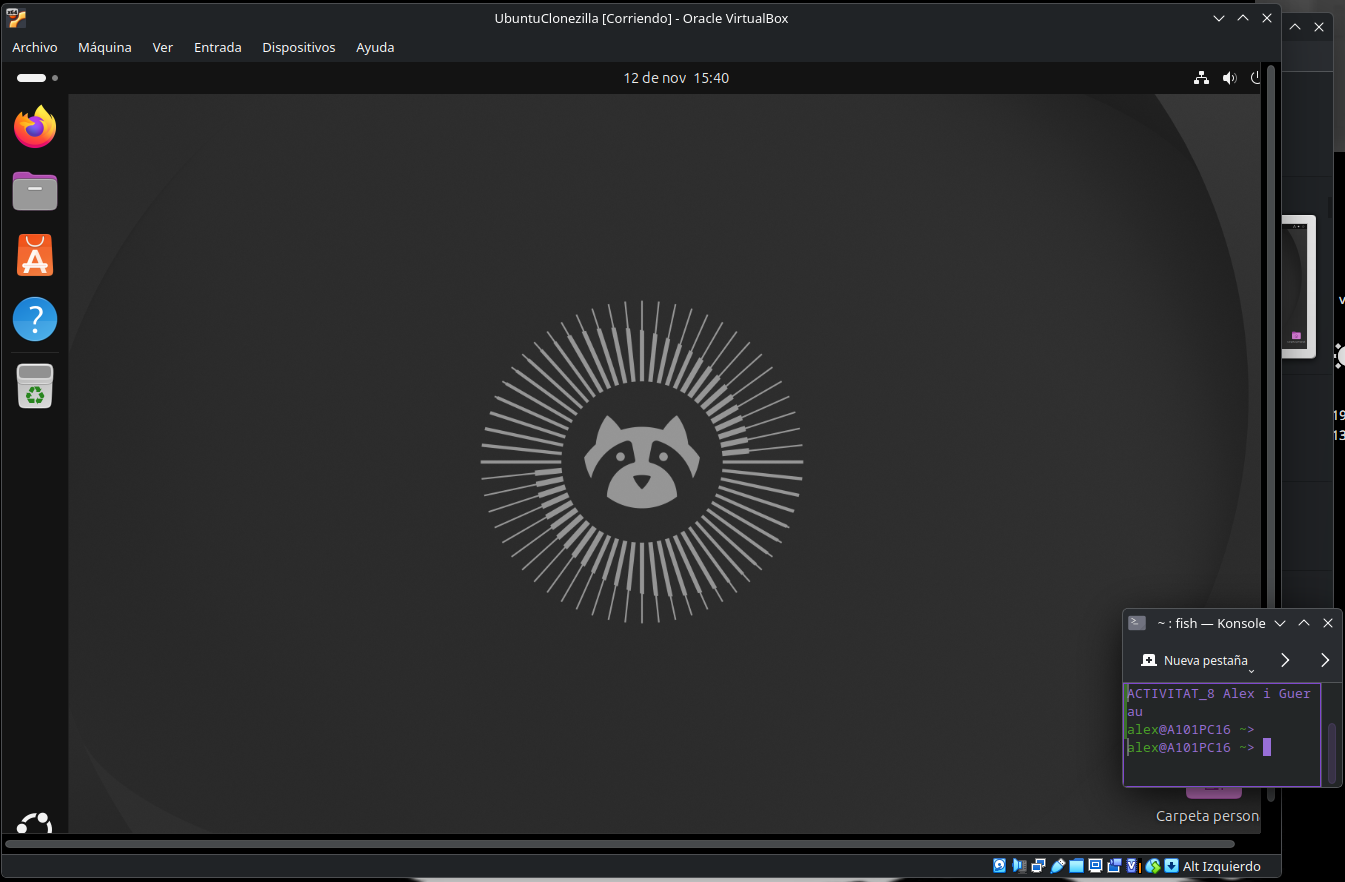 UbuntuClonezilla [Corriendo] - Oracle VirtualBox
Archivo Máquina Ver Entrada Dispositivos Ayuda
12 de nov 15:40
~ : fish — Konsole
Nueva pestaña
ACTIVITAT_8 Alex i Guer
au
alex@A101PC16 ~>
alex@A101PC16 ~>
Carpeta person
Alt Izquierdo